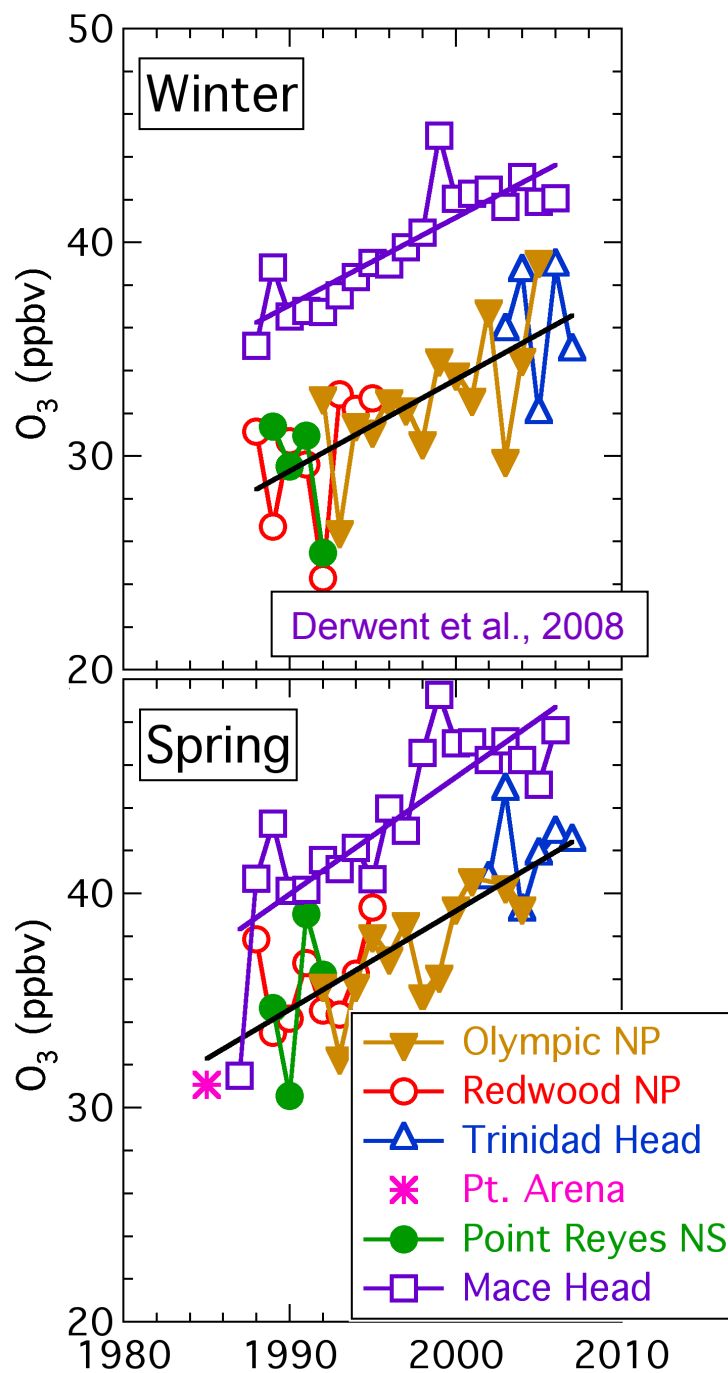 50
Winter
40
O₃ (ppbv)
30
Derwent et al., 2008
20
Spring
40
O₃ (ppbv)
30
Olympic NP
Redwood NP
Trinidad Head
Pt. Arena
Point Reyes NS
Mace Head
20
1980 1990 2000 2010